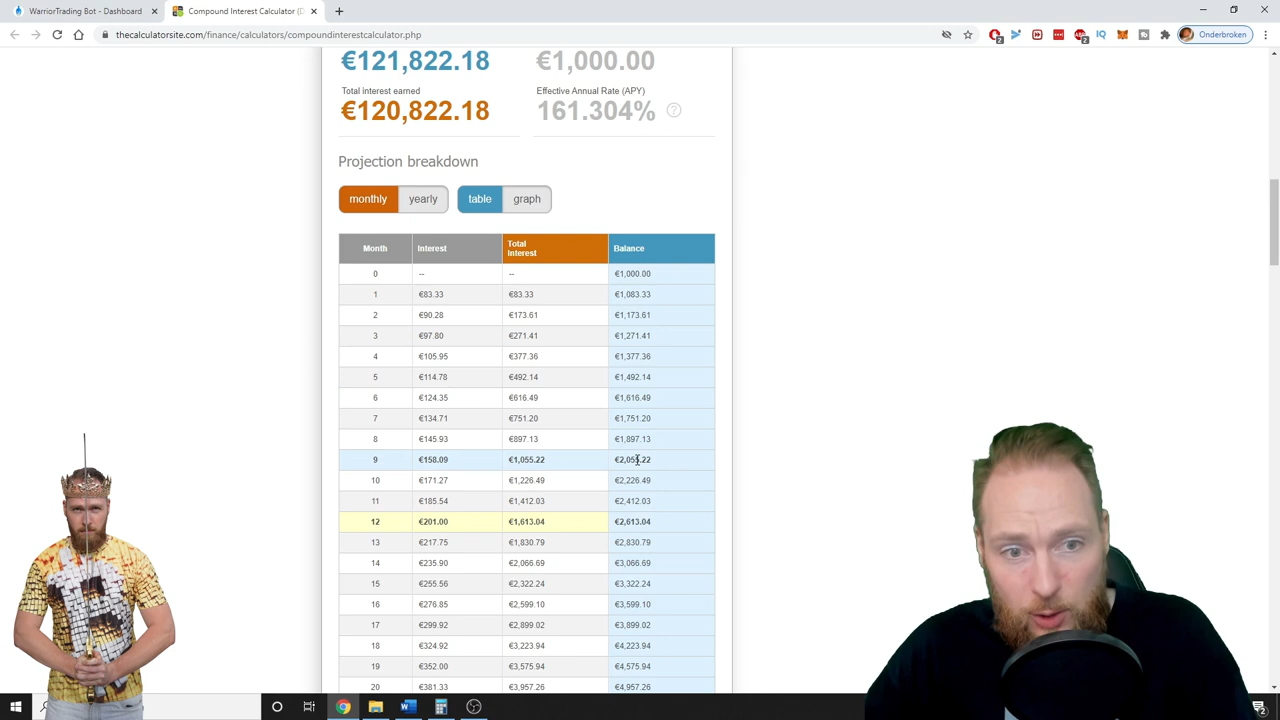 WarriorTrading Bot - Dashboard
Compound Interest Calculator (D
thecalculatorsite.com/finance/calculators/compoundinterestcalculator.php
Onderbroken
€121,822.18 €1,000.00
Total interest earned Effective Annual Rate (APY)
€120,822.18 161.304% ?
Projection breakdown
monthly yearly table graph
Month Interest Total Interest Balance
0 -- -- €1,000.00
1 €83.33 €83.33 €1,083.33
2 €90.28 €173.61 €1,173.61
3 €97.80 €271.41 €1,271.41
4 €105.95 €377.36 €1,377.36
5 €114.78 €492.14 €1,492.14
6 €124.35 €616.49 €1,616.49
7 €134.71 €751.20 €1,751.20
8 €145.93 €897.13 €1,897.13
9 €158.09 €1,055.22 €2,055.22
10 €171.27 €1,226.49 €2,226.49
11 €185.54 €1,412.03 €2,412.03
12 €201.00 €1,613.04 €2,613.04
13 €217.75 €1,830.79 €2,830.79
14 €235.90 €2,066.69 €3,066.69
15 €255.56 €2,322.24 €3,322.24
16 €276.85 €2,599.10 €3,599.10
17 €299.92 €2,899.02 €3,899.02
18 €324.92 €3,223.94 €4,223.94
19 €352.00 €3,575.94 €4,575.94
20 €381.33 €3,957.26 €4,957.26